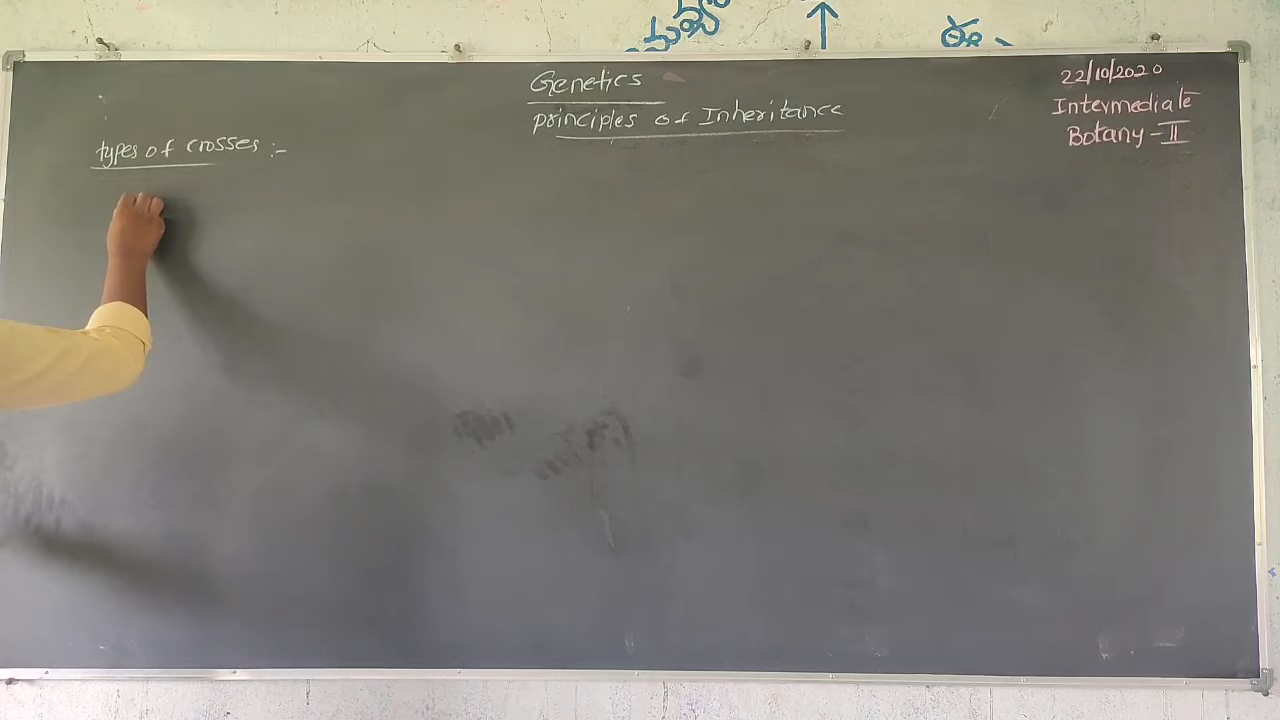 Genetics
principles of Inheritance
22/10/2020
Intermediate
Botany-II
types of crosses :-